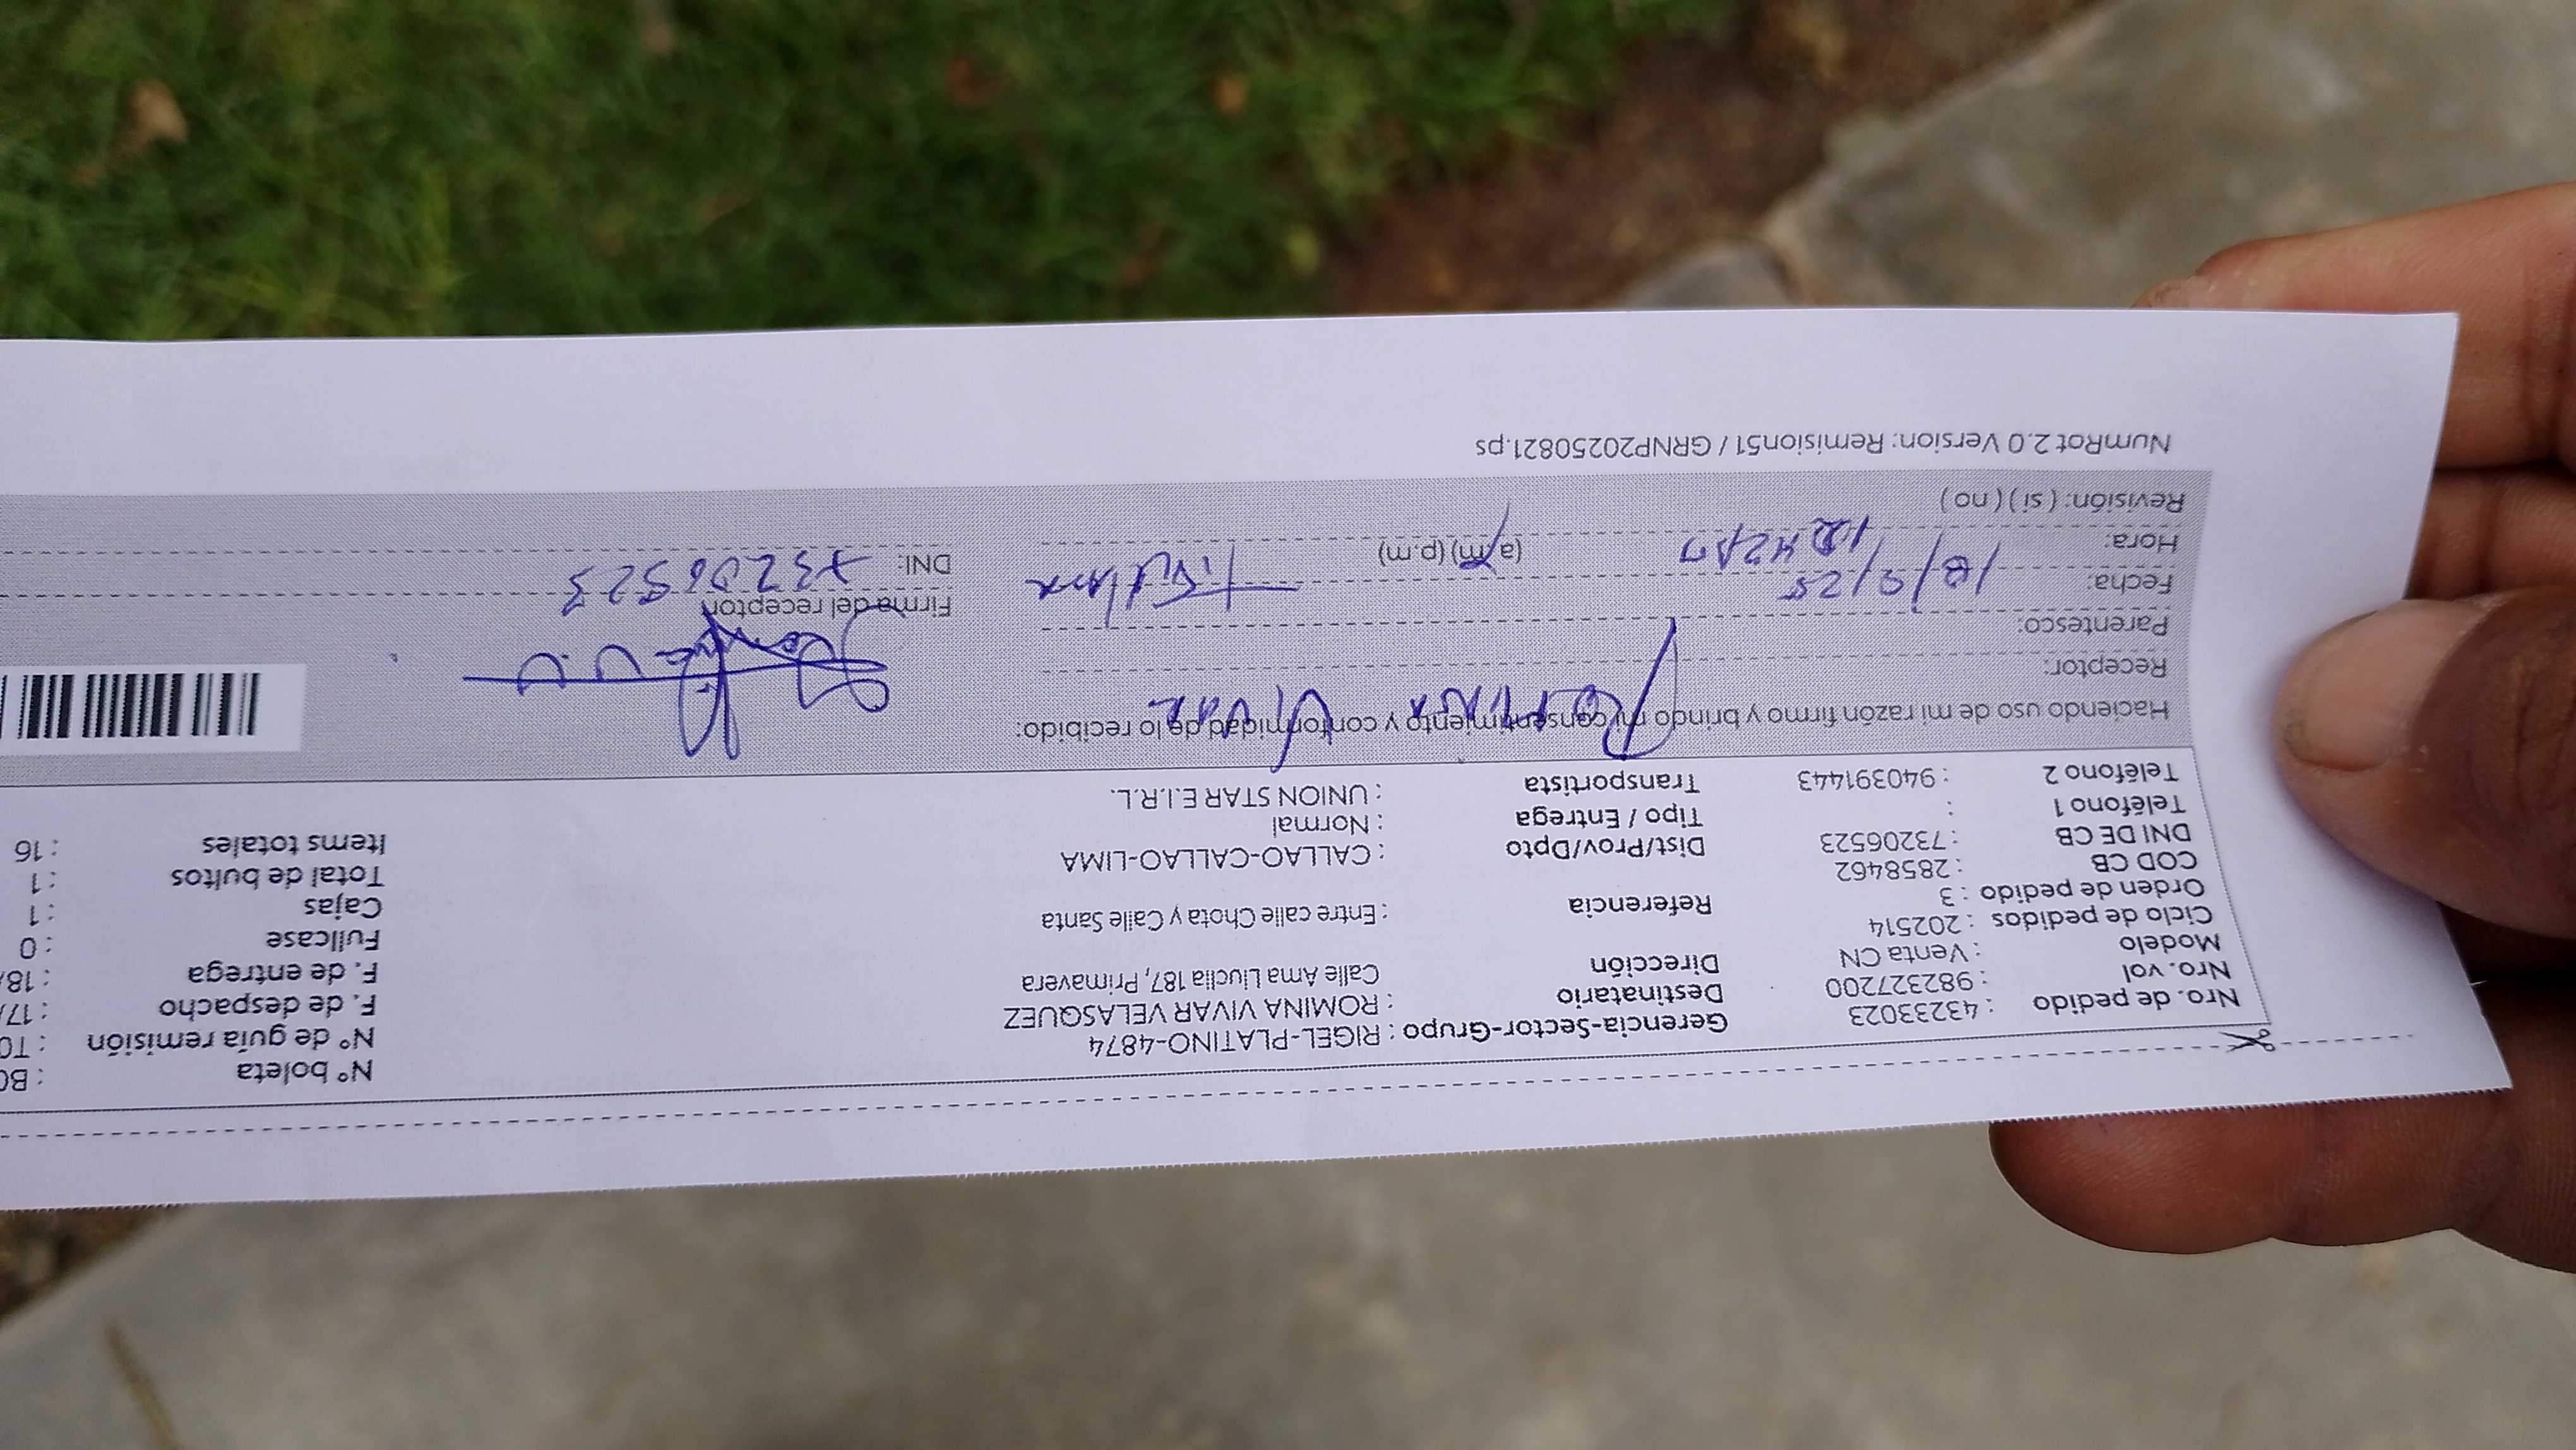 Nro. de pedido : 43233023 Gerencia-Sector-Grupo : RIGEL-PLATINO-4874 N° boleta
Nro. vol : 982327200 Destinatario : ROMINA VIVAR VELASQUEZ N° de guía remisión
Modelo : Venta CN Dirección Calle Ama Lluclla 187, Primavera F. de despacho : 17/
Ciclo de pedidos : 202514 F. de entrega : 18/
Orden de pedido : 3 Referencia : Entre calle Chota y Calle Santa Fullcase : 0
COD CB : 2858462 Cajas : 1
DNI DE CB : 73206523 Dist/Prov/Dpto : CALLAO-CALLAO-LIMA Total de bultos : 1
Teléfono 1 : Tipo / Entrega : Normal Items totales : 16
Teléfono 2 : 940391443 Transportista : UNION STAR E.I.R.L.
Haciendo uso de mi razón firmo y brindo mi consentimiento y conformidad de lo recibido:
Receptor: Romina Vivar
Parentesco: Titular
Firma del receptor
Fecha: 18/9/25
DNI: 73206523
Hora: (a.m) (p.m)
Revisión: ( si ) ( no )
NumRot 2.0 Version: Remision51 / GRNP20250821.ps